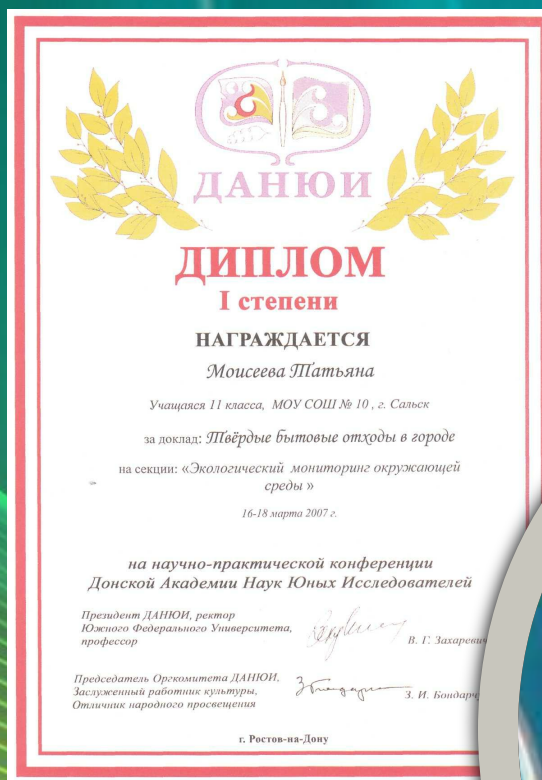 ДАНЮИ
ДИПЛОМ
I степени
НАГРАЖДАЕТСЯ
Моисеева Татьяна
Учащаяся 11 класса, МОУ СОШ № 10 , г. Сальск
за доклад: Твёрдые бытовые отходы в городе
на секции: «Экологический мониторинг окружающей
среды »
16-18 марта 2007 г.
на научно-практической конференции
Донской Академии Наук Юных Исследователей
Президент ДАНЮИ, ректор
Южного Федерального Университета,
профессор
В. Г. Захаревич
Председатель Оргкомитета ДАНЮИ,
Заслуженный работник культуры,
Отличник народного просвещения
З. И. Бондарч
г. Ростов-на-Дону